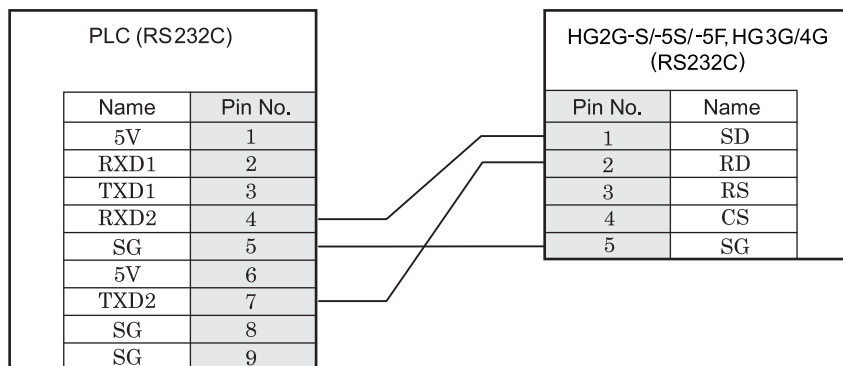 PLC (RS232C)
Name Pin No.
5V 1
RXD1 2
TXD1 3
RXD2 4
SG 5
5V 6
TXD2 7
SG 8
SG 9
HG2G-S/-5S/-5F, HG3G/4G
(RS232C)
Pin No. Name
1 SD
2 RD
3 RS
4 CS
5 SG